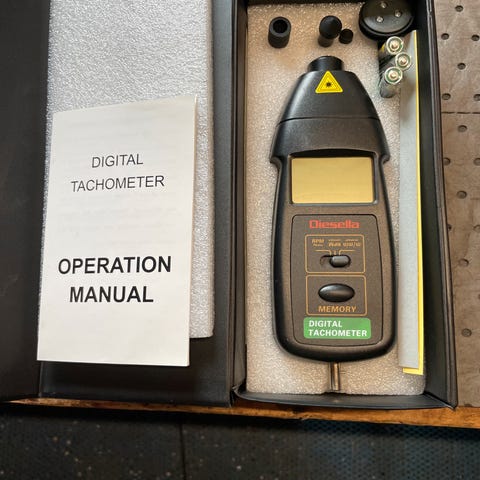 DIGITAL
TACHOMETER
OPERATION
MANUAL
Diesella
RPM
MEMORY
DIGITAL
TACHOMETER